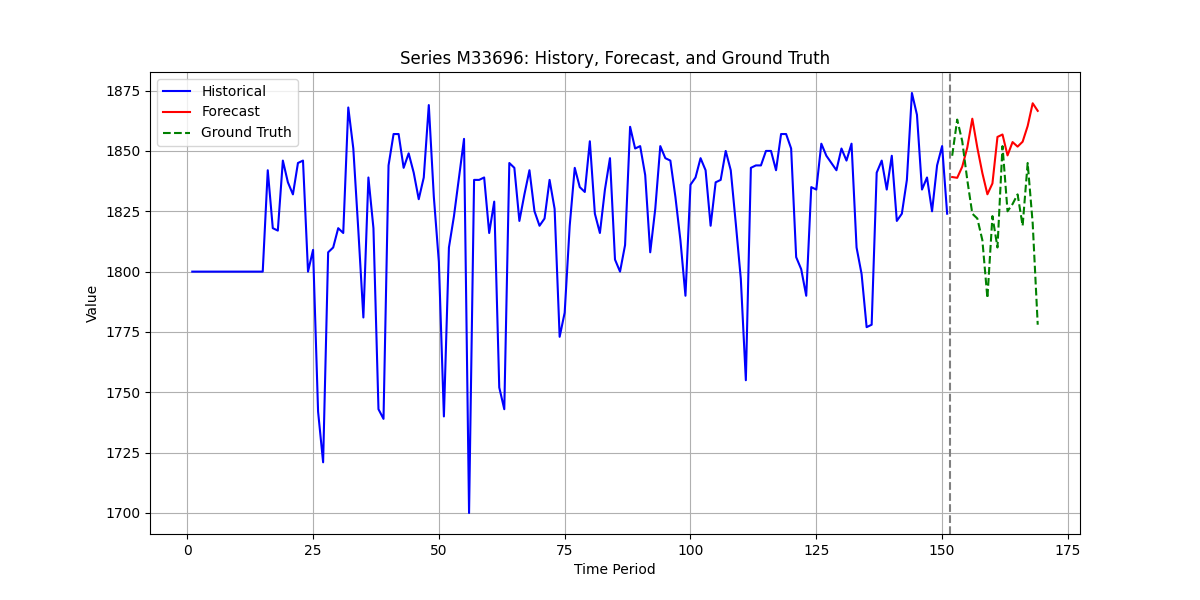 Series M33696: History, Forecast, and Ground Truth
Historical
Forecast
Ground Truth
Value
1875
1850
1825
1800
1775
1750
1725
1700
0 25 50 75 100 125 150 175
Time Period